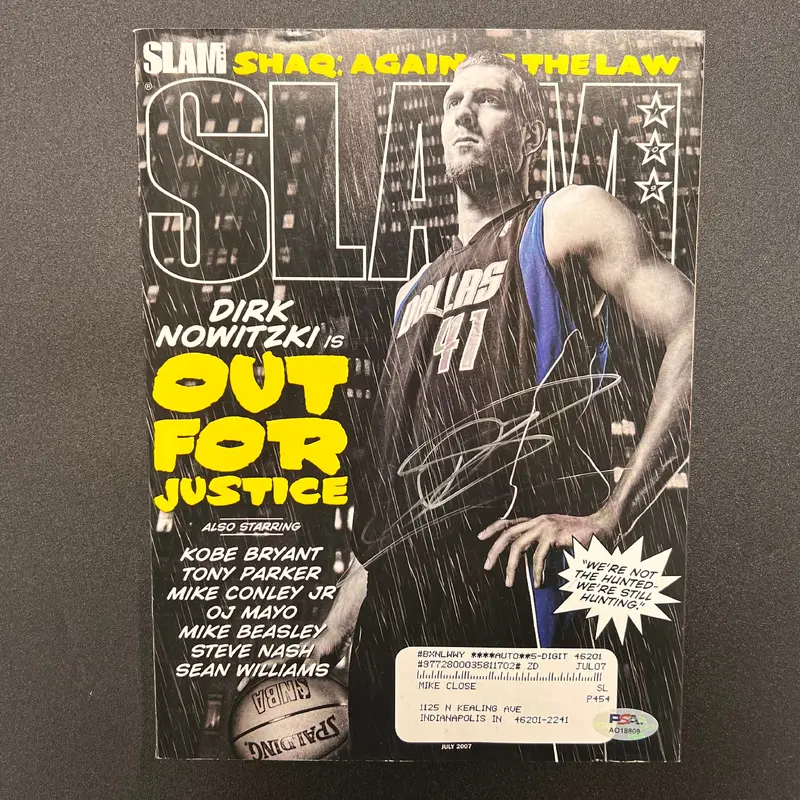 SLAM
SHAQ: AGAINST THE LAW
SLAM
109
DIRK
NOWITZKI IS
OUT
FOR
JUSTICE
ALSO STARRING
KOBE BRYANT
TONY PARKER
MIKE CONLEY JR
OJ MAYO
MIKE BEASLEY
STEVE NASH
SEAN WILLIAMS
DALLAS
41
"WE'RE NOT
THE HUNTED-
WE'RE STILL
HUNTING."
NBA
SPALDING
#BXNLWWY ****AUTO**5-DIGIT 46201
#9772800035811702# ZD JUL07
MIKE CLOSE SL
P454
1125 N KEALING AVE
INDIANAPOLIS IN 46201-2241
PSA
AO18809
JULY 2007